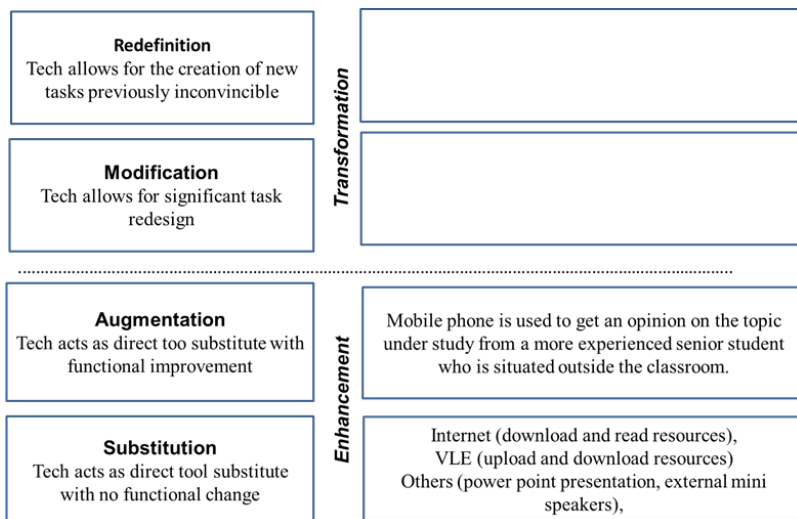 Redefinition
Tech allows for the creation of new
tasks previously inconvincible
Modification
Tech allows for significant task
redesign
Transformation
Augmentation
Tech acts as direct too substitute with
functional improvement
Substitution
Tech acts as direct tool substitute
with no functional change
Enhancement
Mobile phone is used to get an opinion on the topic
under study from a more experienced senior student
who is situated outside the classroom.
Internet (download and read resources),
VLE (upload and download resources)
Others (power point presentation, external mini
speakers),